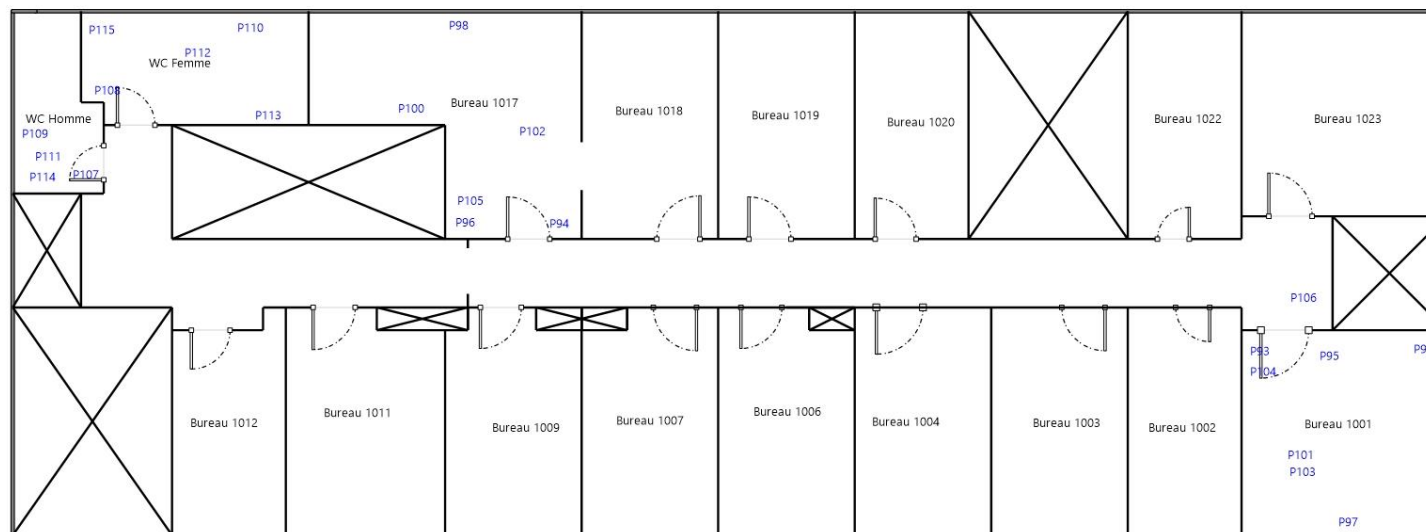 P115
P110
P98
P112
WC Femme
P108
Bureau 1017
P100
P113
WC Homme
P109
P102
Bureau 1018
Bureau 1019
Bureau 1020
Bureau 1022
Bureau 1023
P111
P114
P107
P105
P96
P94
P106
P93
P95
P104
Bureau 1012
Bureau 1011
Bureau 1009
Bureau 1007
Bureau 1006
Bureau 1004
Bureau 1003
Bureau 1002
Bureau 1001
P101
P103
P97